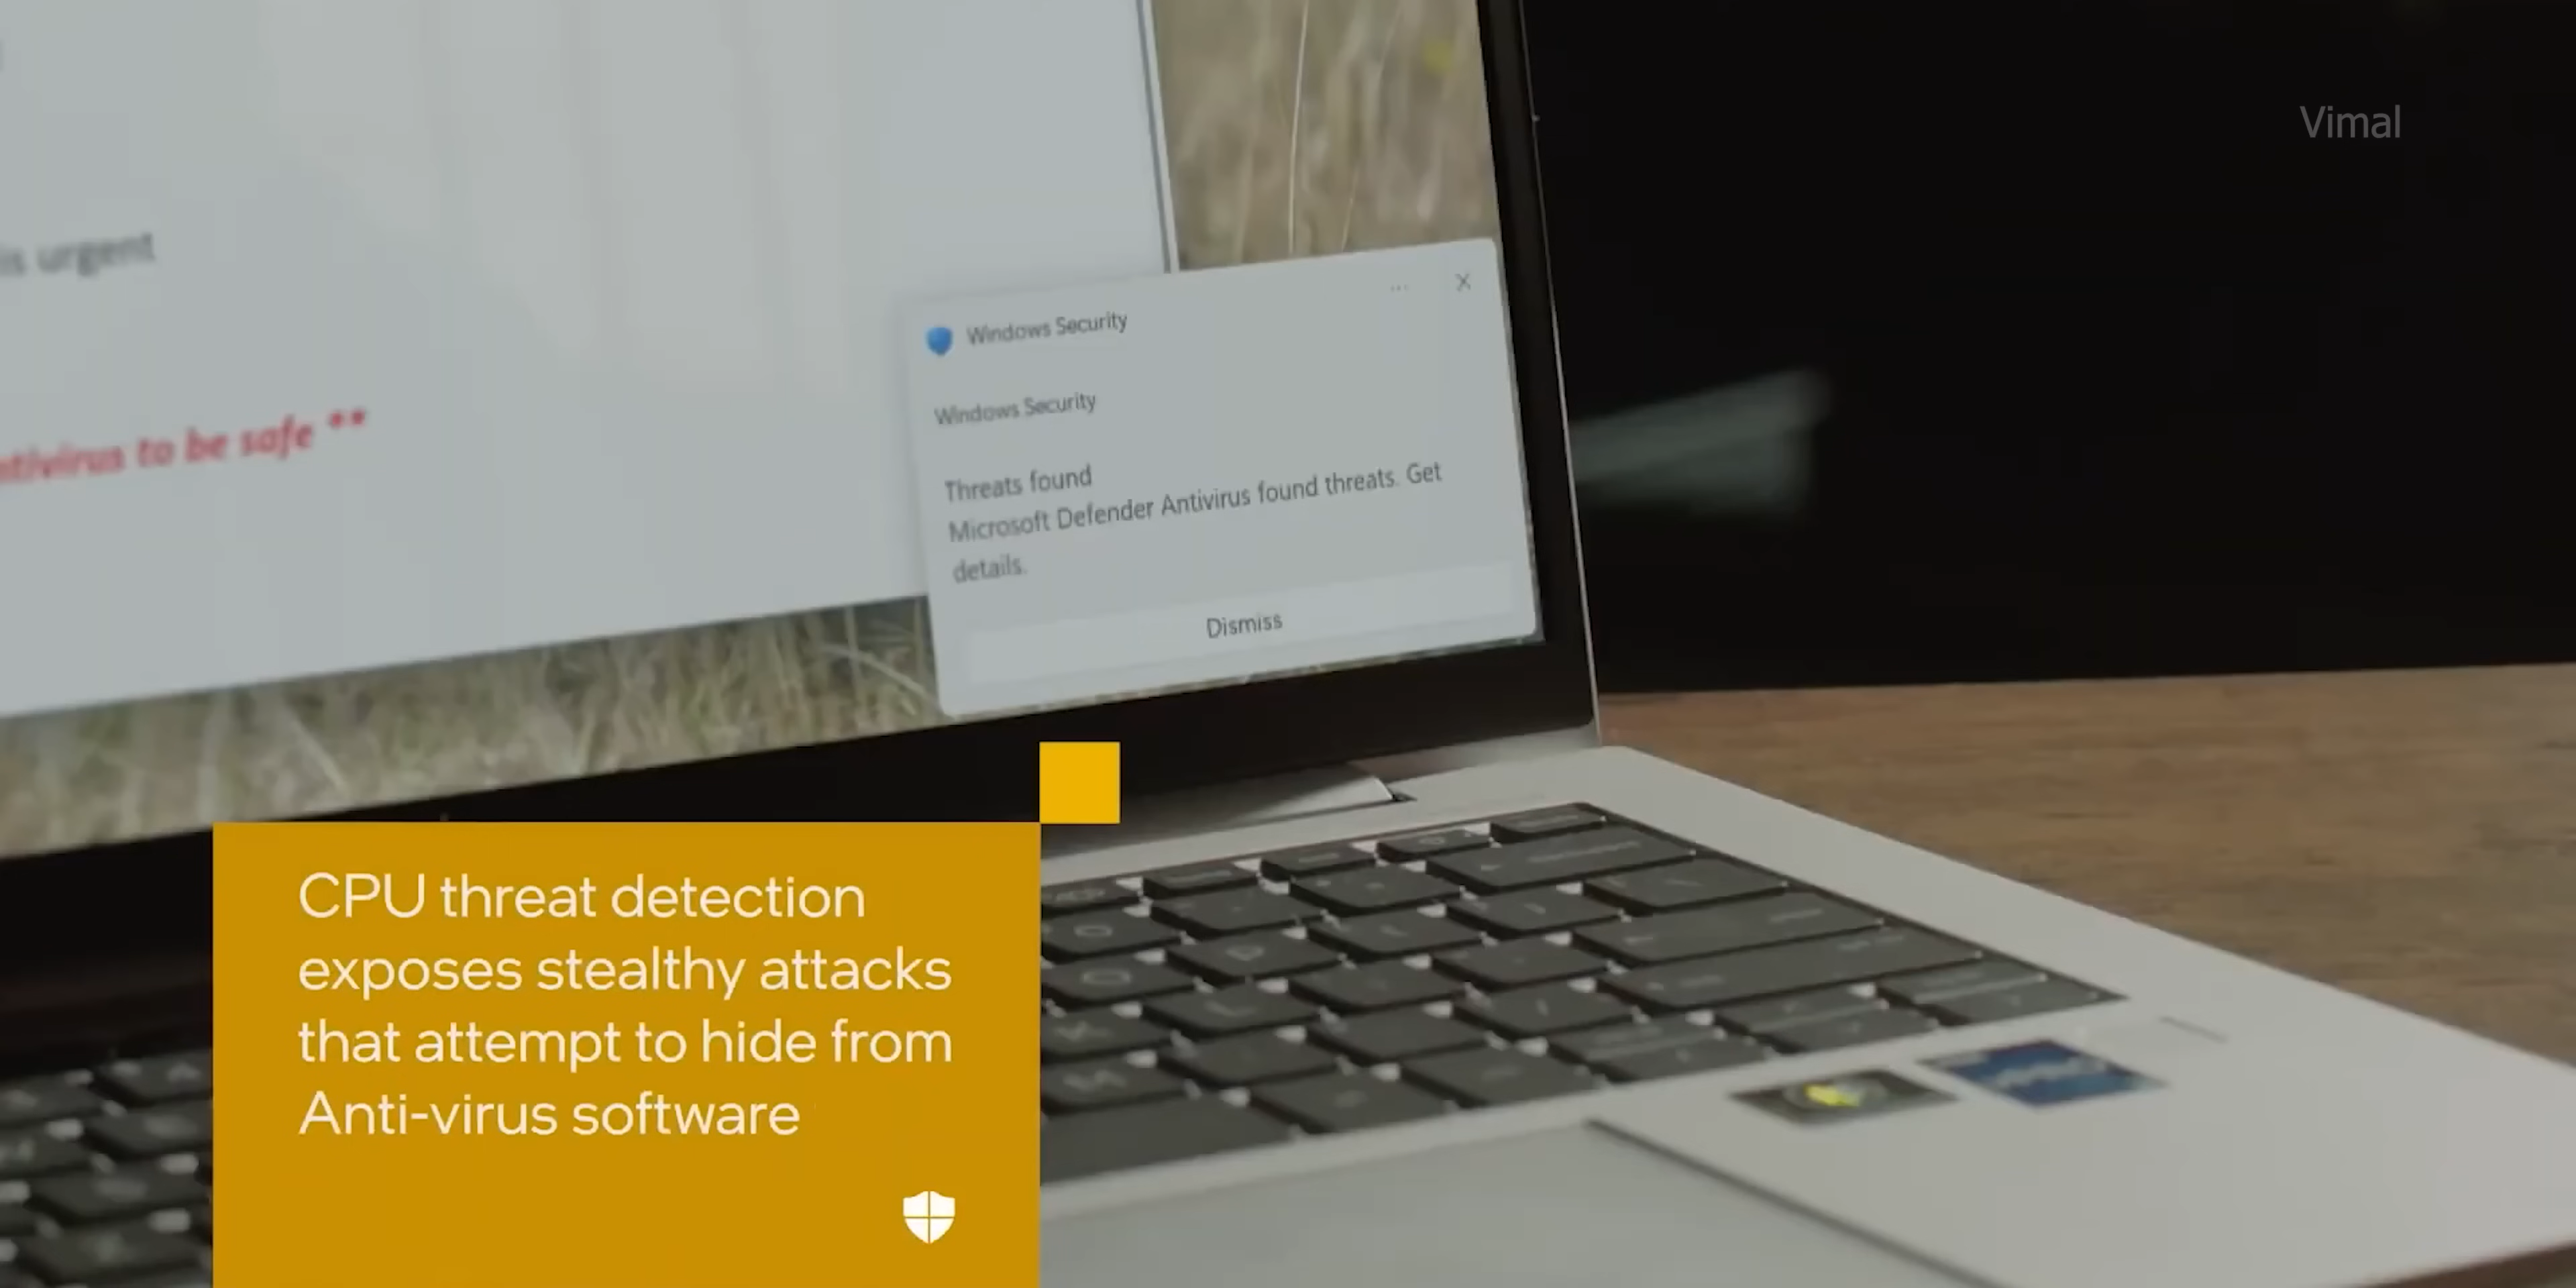 Vimal
is urgent
to be safe **
Windows Security
Windows Security
Threats found
Microsoft Defender Antivirus found threats. Get
details.
Dismiss
CPU threat detection
exposes stealthy attacks
that attempt to hide from
Anti-virus software